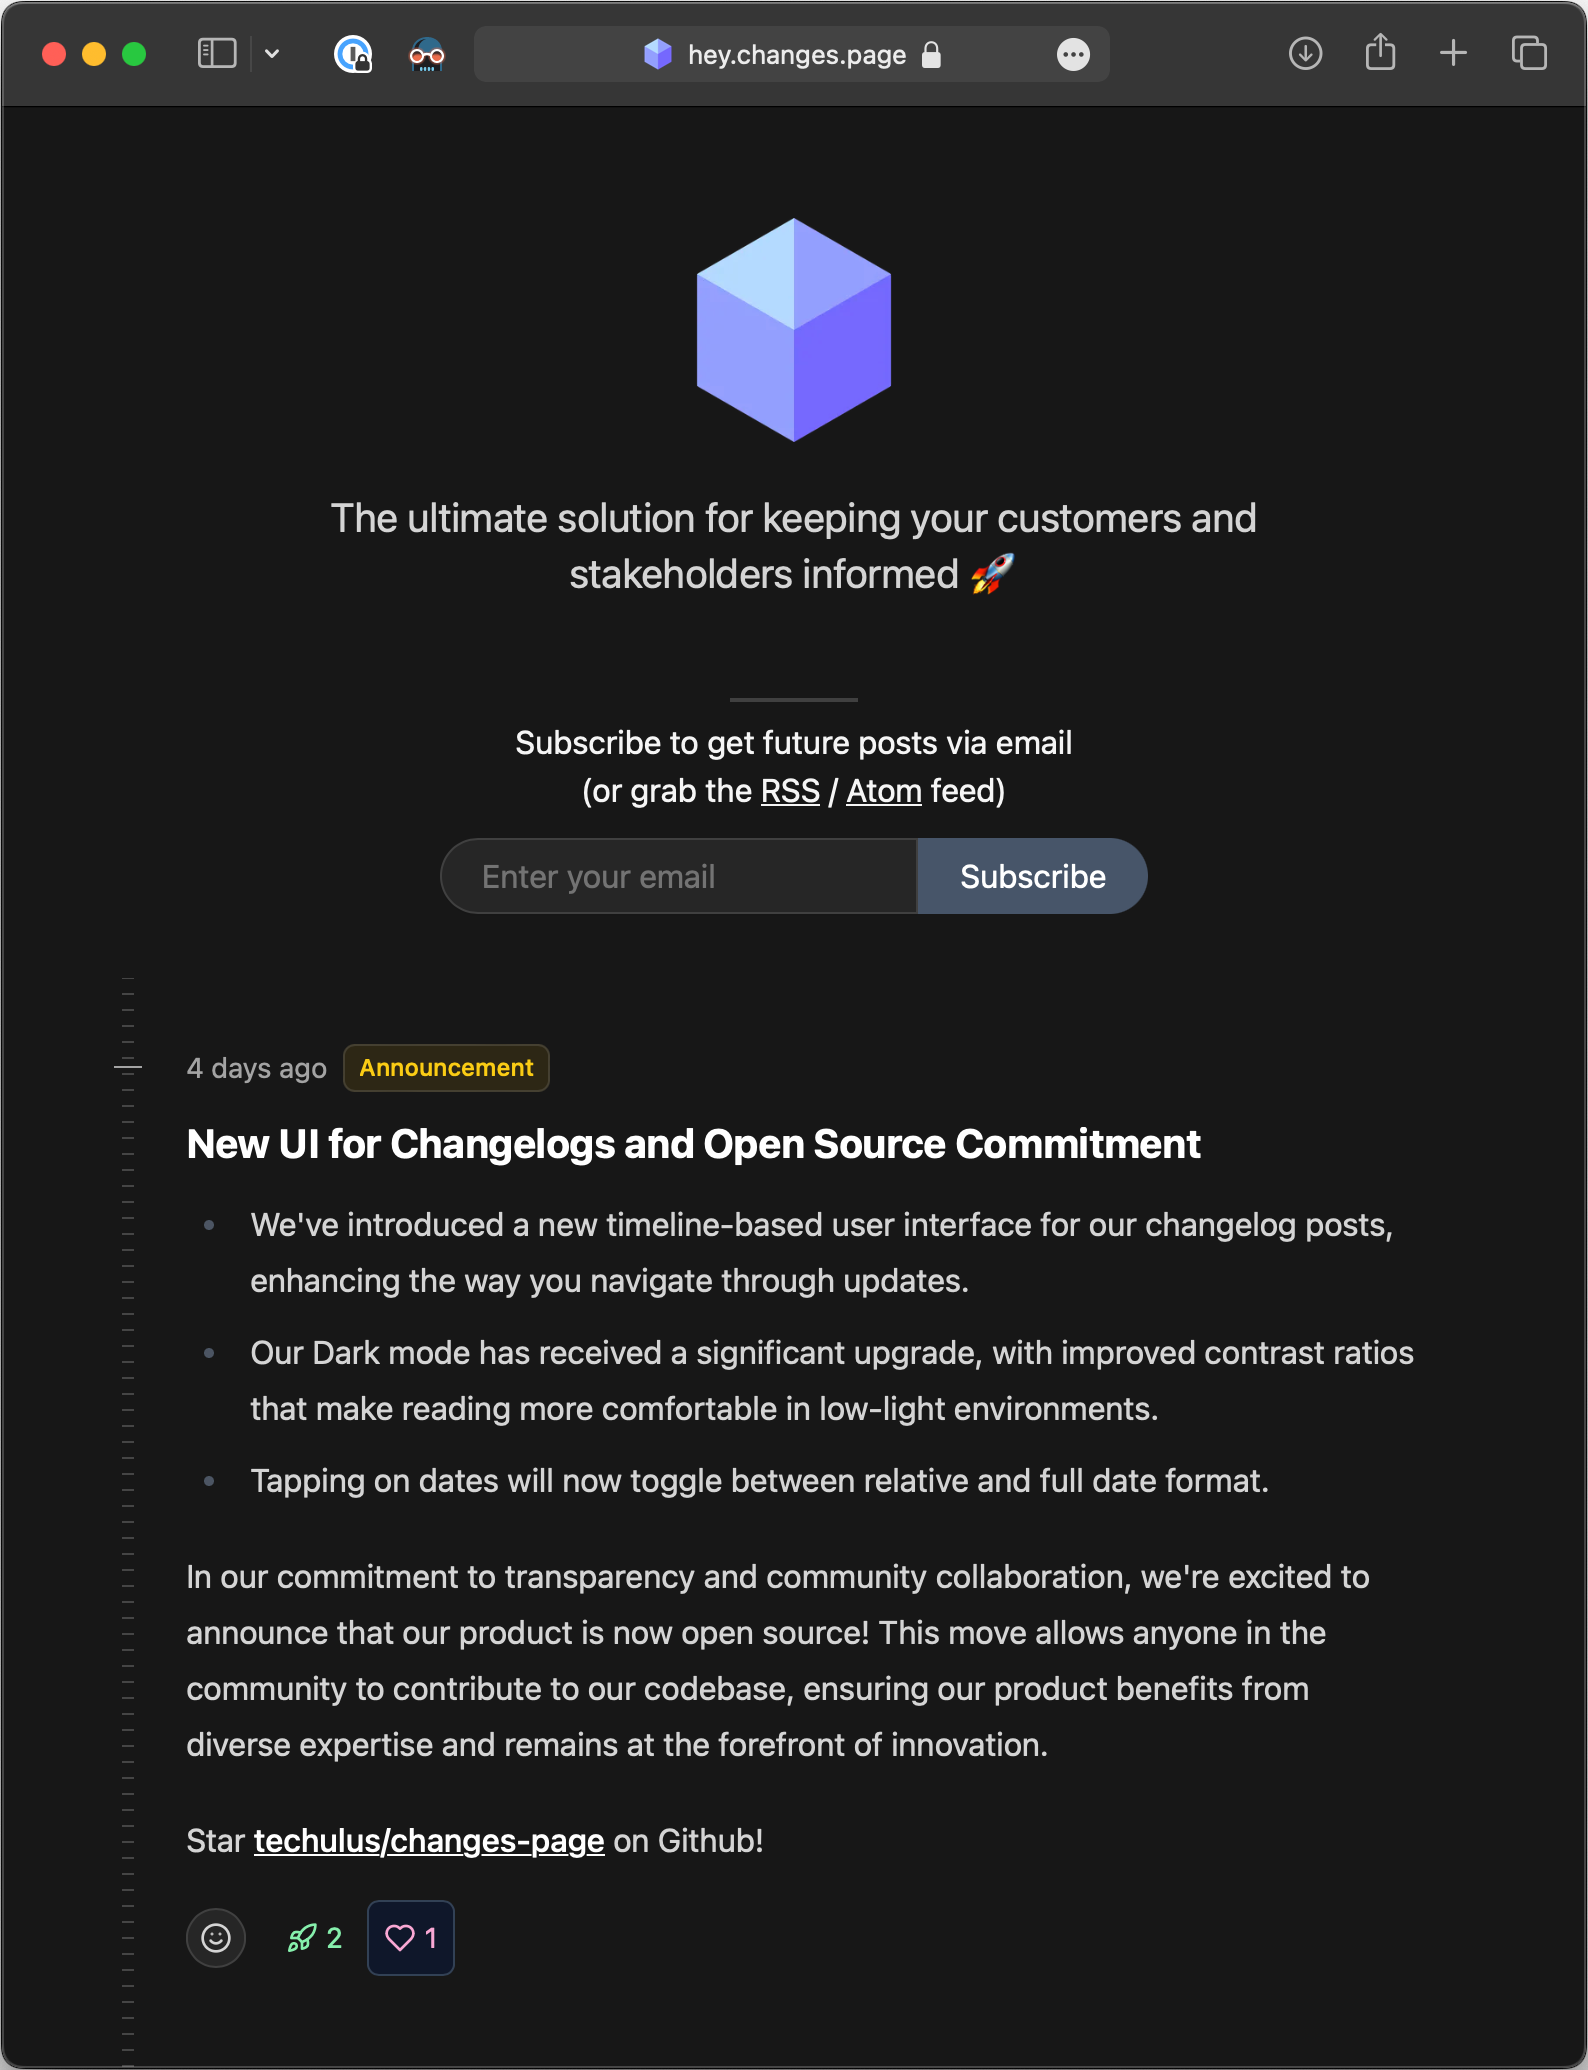 hey.changes.page
The ultimate solution for keeping your customers and
stakeholders informed 🚀
Subscribe to get future posts via email
(or grab the RSS / Atom feed)
Enter your email
Subscribe
4 days ago
Announcement
New UI for Changelogs and Open Source Commitment
• We've introduced a new timeline-based user interface for our changelog posts,
enhancing the way you navigate through updates.
• Our Dark mode has received a significant upgrade, with improved contrast ratios
that make reading more comfortable in low-light environments.
• Tapping on dates will now toggle between relative and full date format.
In our commitment to transparency and community collaboration, we're excited to
announce that our product is now open source! This move allows anyone in the
community to contribute to our codebase, ensuring our product benefits from
diverse expertise and remains at the forefront of innovation.
Star techulus/changes-page on Github!
2
1